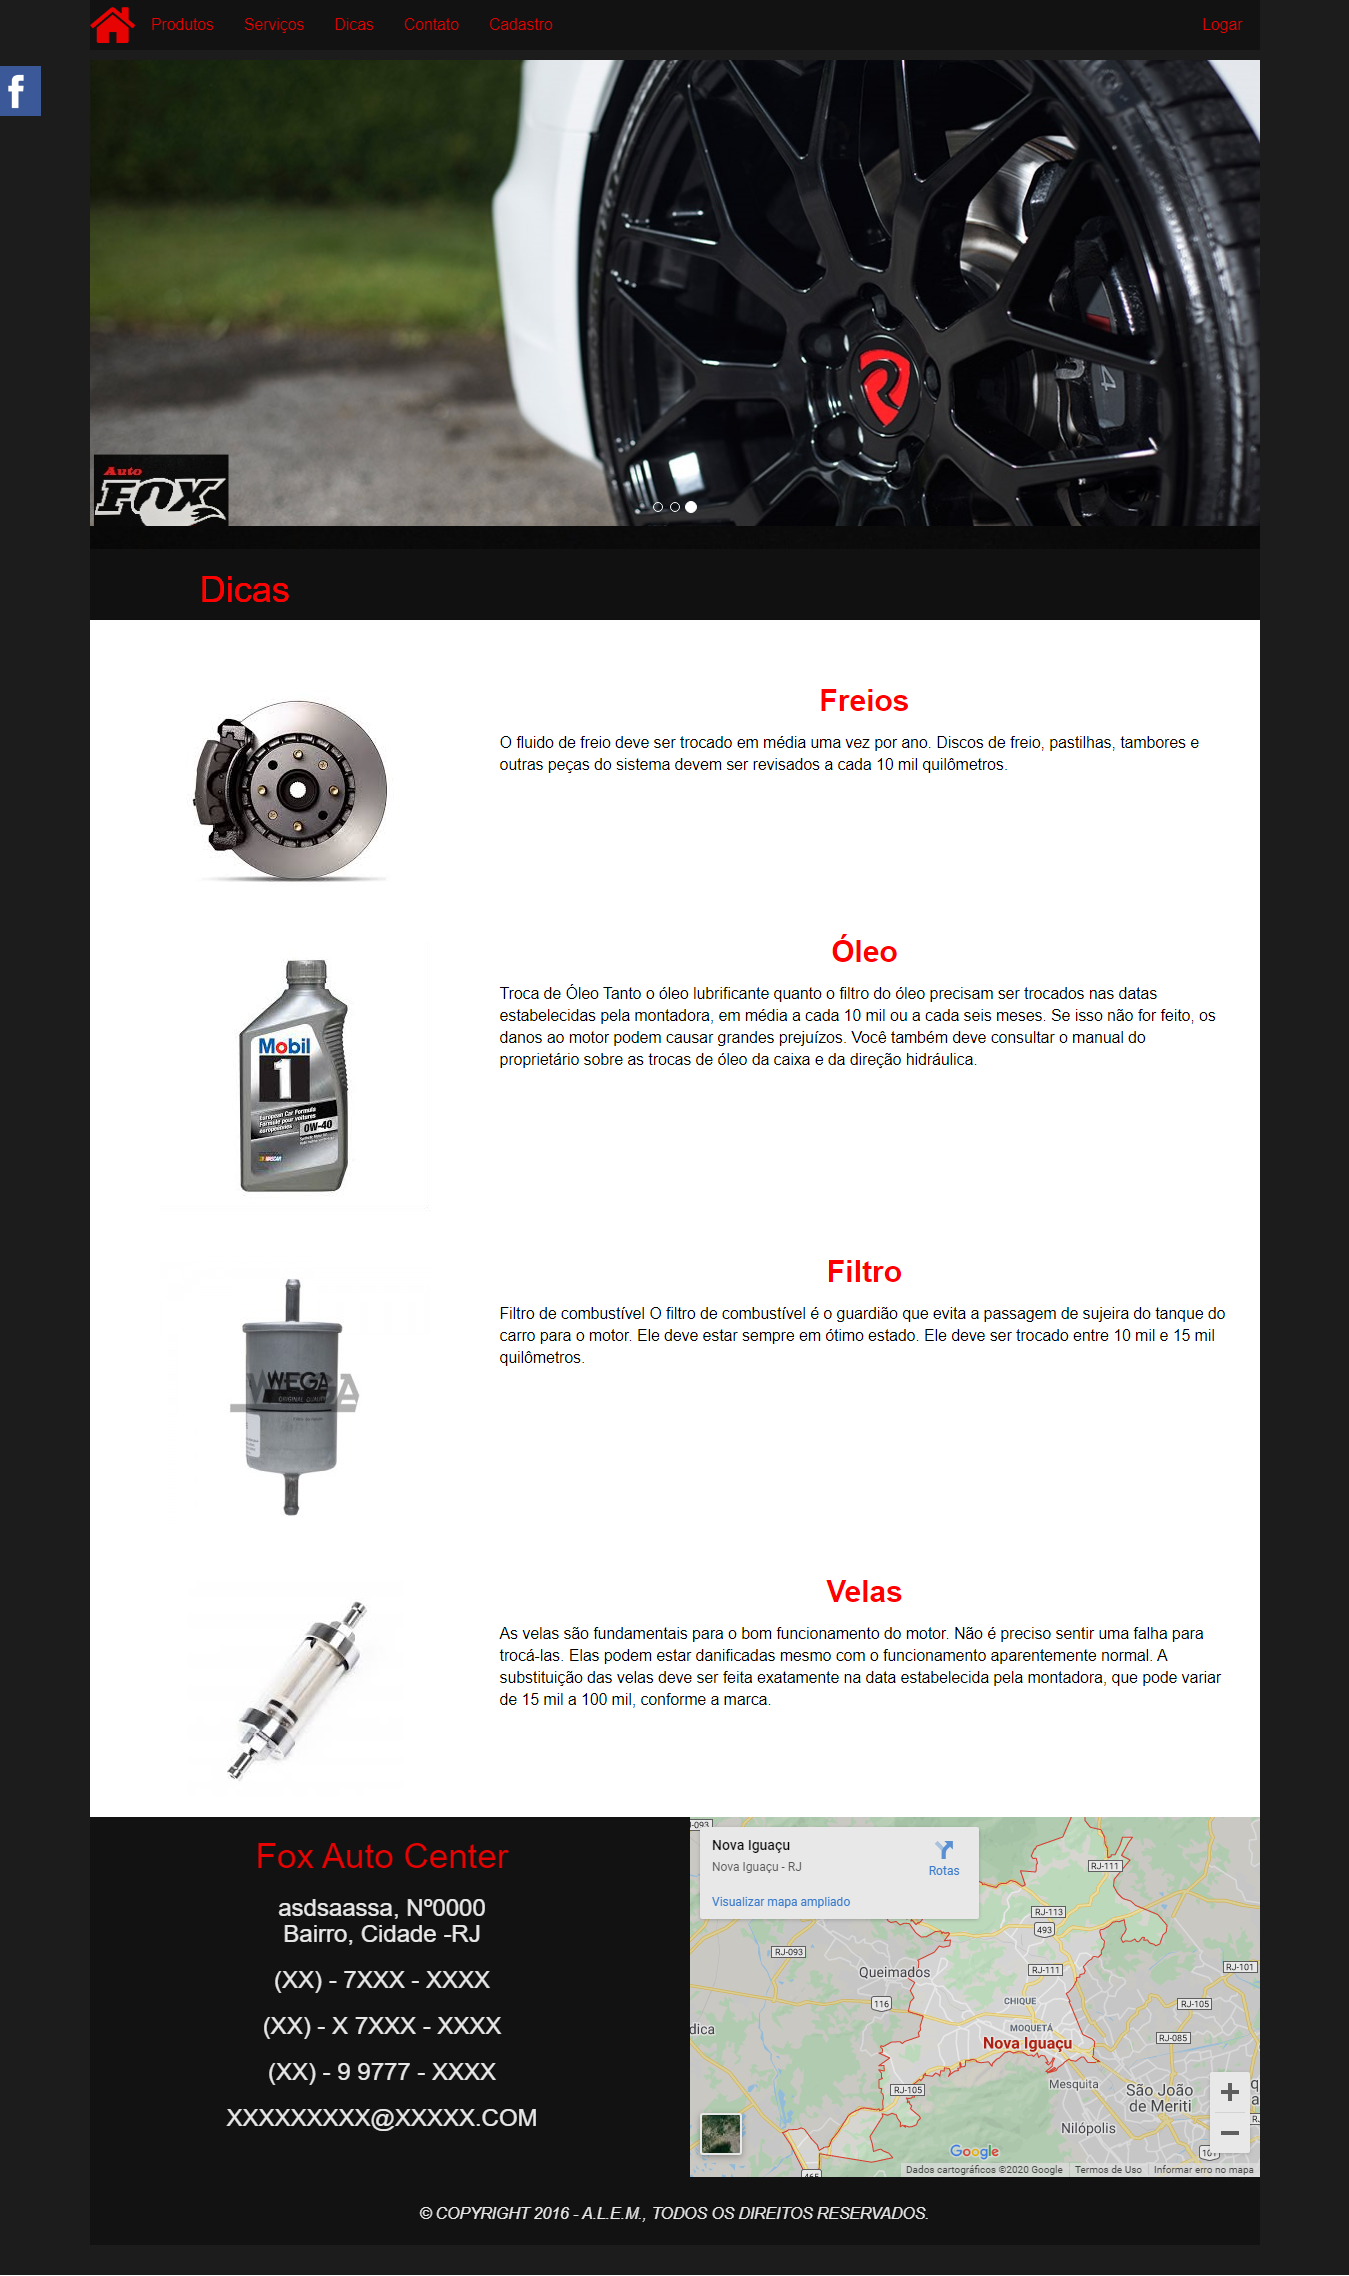 Produtos Serviços Dicas Contato Cadastro Logar
f
Auto
FOX
Dicas
Freios
O fluido de freio deve ser trocado em média uma vez por ano. Discos de freio, pastilhas, tambores e
outras peças do sistema devem ser revisados a cada 10 mil quilômetros.
Óleo
Troca de Óleo Tanto o óleo lubrificante quanto o filtro do óleo precisam ser trocados nas datas
estabelecidas pela montadora, em média a cada 10 mil ou a cada seis meses. Se isso não for feito, os
danos ao motor podem causar grandes prejuízos. Você também deve consultar o manual do
proprietário sobre as trocas de óleo da caixa e da direção hidráulica.
Mobil
1
European Car Formula
0W-40
Filtro
Filtro de combustível O filtro de combustível é o guardião que evita a passagem de sujeira do tanque do
carro para o motor. Ele deve estar sempre em ótimo estado. Ele deve ser trocado entre 10 mil e 15 mil
quilômetros.
WEGA
Velas
As velas são fundamentais para o bom funcionamento do motor. Não é preciso sentir uma falha para
trocá-las. Elas podem estar danificadas mesmo com o funcionamento aparentemente normal. A
substituição das velas deve ser feita exatamente na data estabelecida pela montadora, que pode variar
de 15 mil a 100 mil, conforme a marca.
Fox Auto Center
asdsaassa, Nº0000
Bairro, Cidade -RJ
(XX) - 7XXX - XXXX
(XX) - X 7XXX - XXXX
(XX) - 9 9777 - XXXX
XXXXXXXXX@XXXXX.COM
Nova Iguaçu
Nova Iguaçu - RJ
Rotas
Visualizar mapa ampliado
RJ-111
RJ-113
493
RJ-093
Queimados
RJ-111
RJ-101
116
CHIQUE
RJ-105
dica
MOQUETÁ
Nova Iguaçu
RJ-085
Mesquita
RJ-105
São João
de Meriti
Nilópolis
465
Google
Dados cartográficos ©2020 Google Termos de Uso Informar erro no mapa
© COPYRIGHT 2016 - A.L.E.M., TODOS OS DIREITOS RESERVADOS.